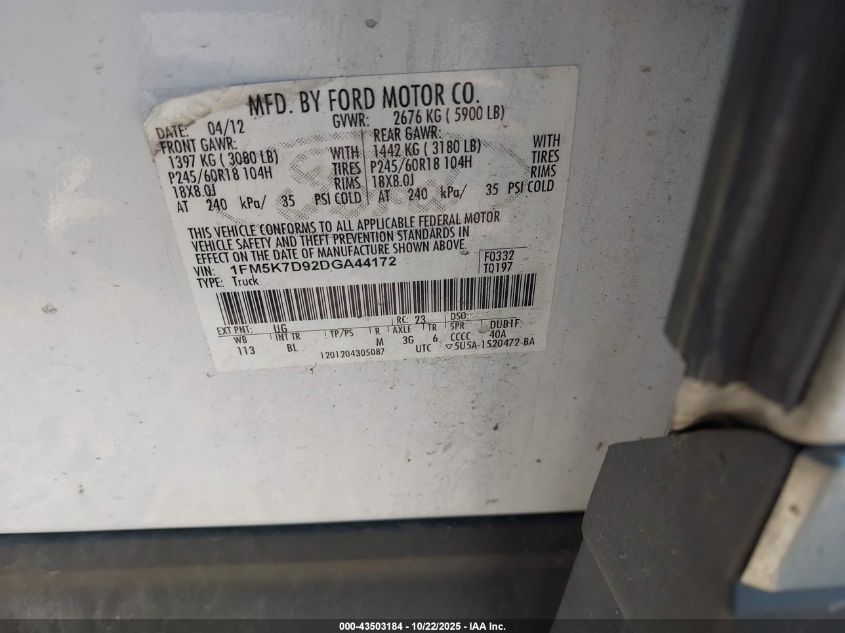 MFD. BY FORD MOTOR CO.
DATE: 04/12 GVWR: 2676 KG ( 5900 LB)
FRONT GAWR: REAR GAWR:
1397 KG ( 3080 LB) WITH 1442 KG ( 3180 LB) WITH
P245/60R18 104H TIRES P245/60R18 104H TIRES
18X8.0J RIMS 18X8.0J RIMS
AT 240 kPa/ 35 PSI COLD AT 240 kPa/ 35 PSI COLD
THIS VEHICLE CONFORMS TO ALL APPLICABLE FEDERAL MOTOR
VEHICLE SAFETY AND THEFT PREVENTION STANDARDS IN
EFFECT ON THE DATE OF MANUFACTURE SHOWN ABOVE.
VIN: 1FM5K7D92DGA44172 F0332
TYPE: Truck T0197
EXT PNT: UG RC: 23 DSO:
WB INT TR TP/PS R AXLE TR SPR DUB1F
113 BL M 3G 6 CCCC 40A
1201204305087 UTC ▽5U5A-1520472-BA
000-43503184 - 10/22/2025 - IAA Inc.